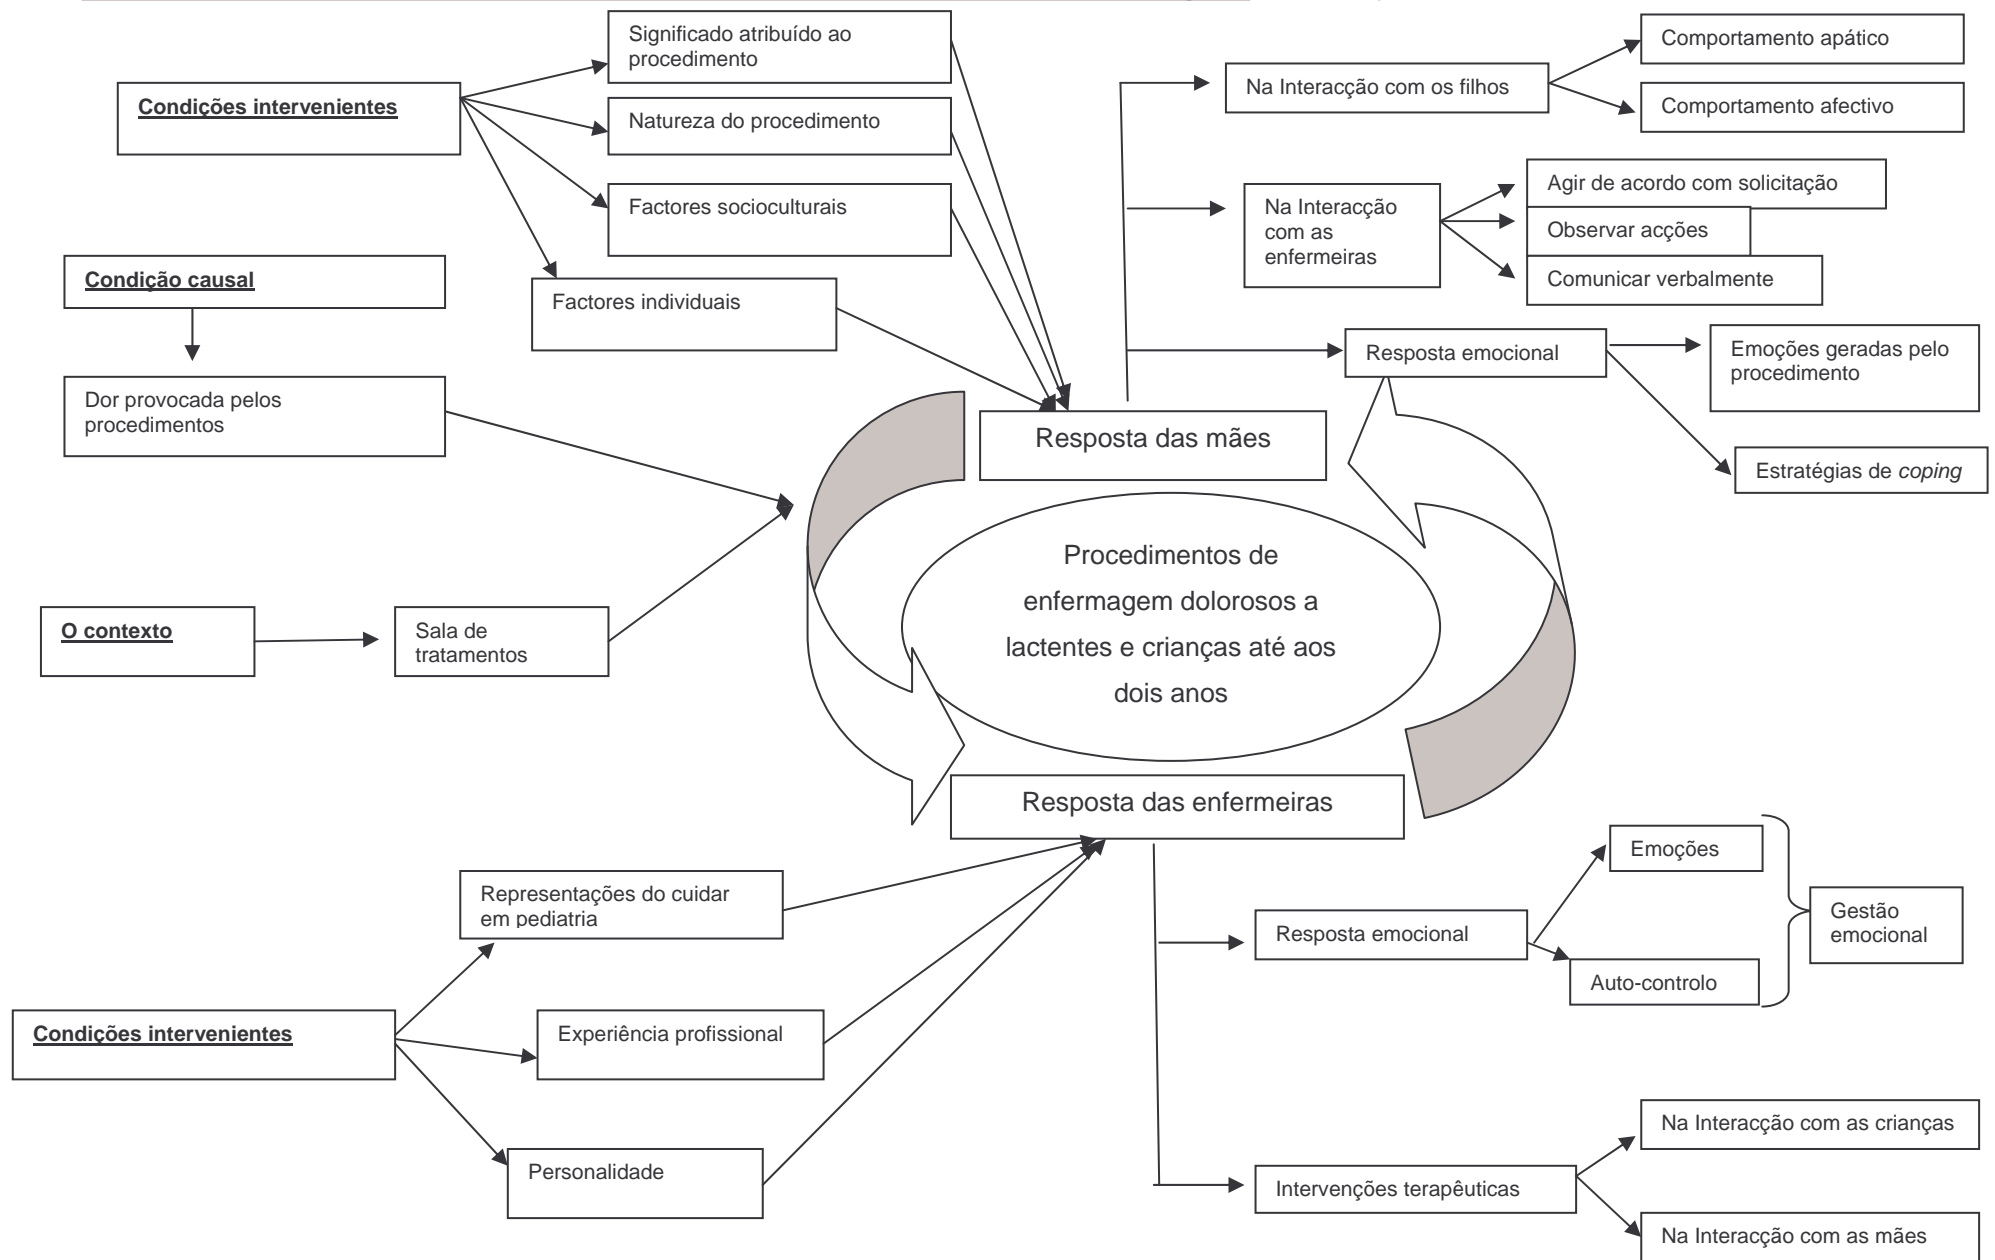 Significado atribuído ao
procedimento
Condições intervenientes
Natureza do procedimento
Factores socioculturais
Factores individuais
Condição causal
Dor provocada pelos
procedimentos
O contexto
Sala de
tratamentos
Na Interacção com os filhos
Comportamento apático
Comportamento afectivo
Na Interacção
com as
enfermeiras
Agir de acordo com solicitação
Observar acções
Comunicar verbalmente
Resposta emocional
Emoções geradas pelo
procedimento
Estratégias de coping
Resposta das mães
Procedimentos de
enfermagem dolorosos a
lactentes e crianças até aos
dois anos
Resposta das enfermeiras
Representações do cuidar
em pediatria
Condições intervenientes
Experiência profissional
Personalidade
Resposta emocional
Emoções
Auto-controlo
Gestão
emocional
Intervenções terapêuticas
Na Interacção com as crianças
Na Interacção com as mães